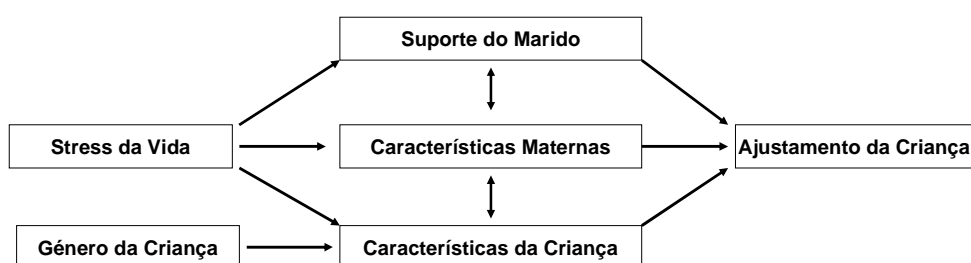 Suporte do Marido
Stress da Vida
Características Maternas
Ajustamento da Criança
Género da Criança
Características da Criança